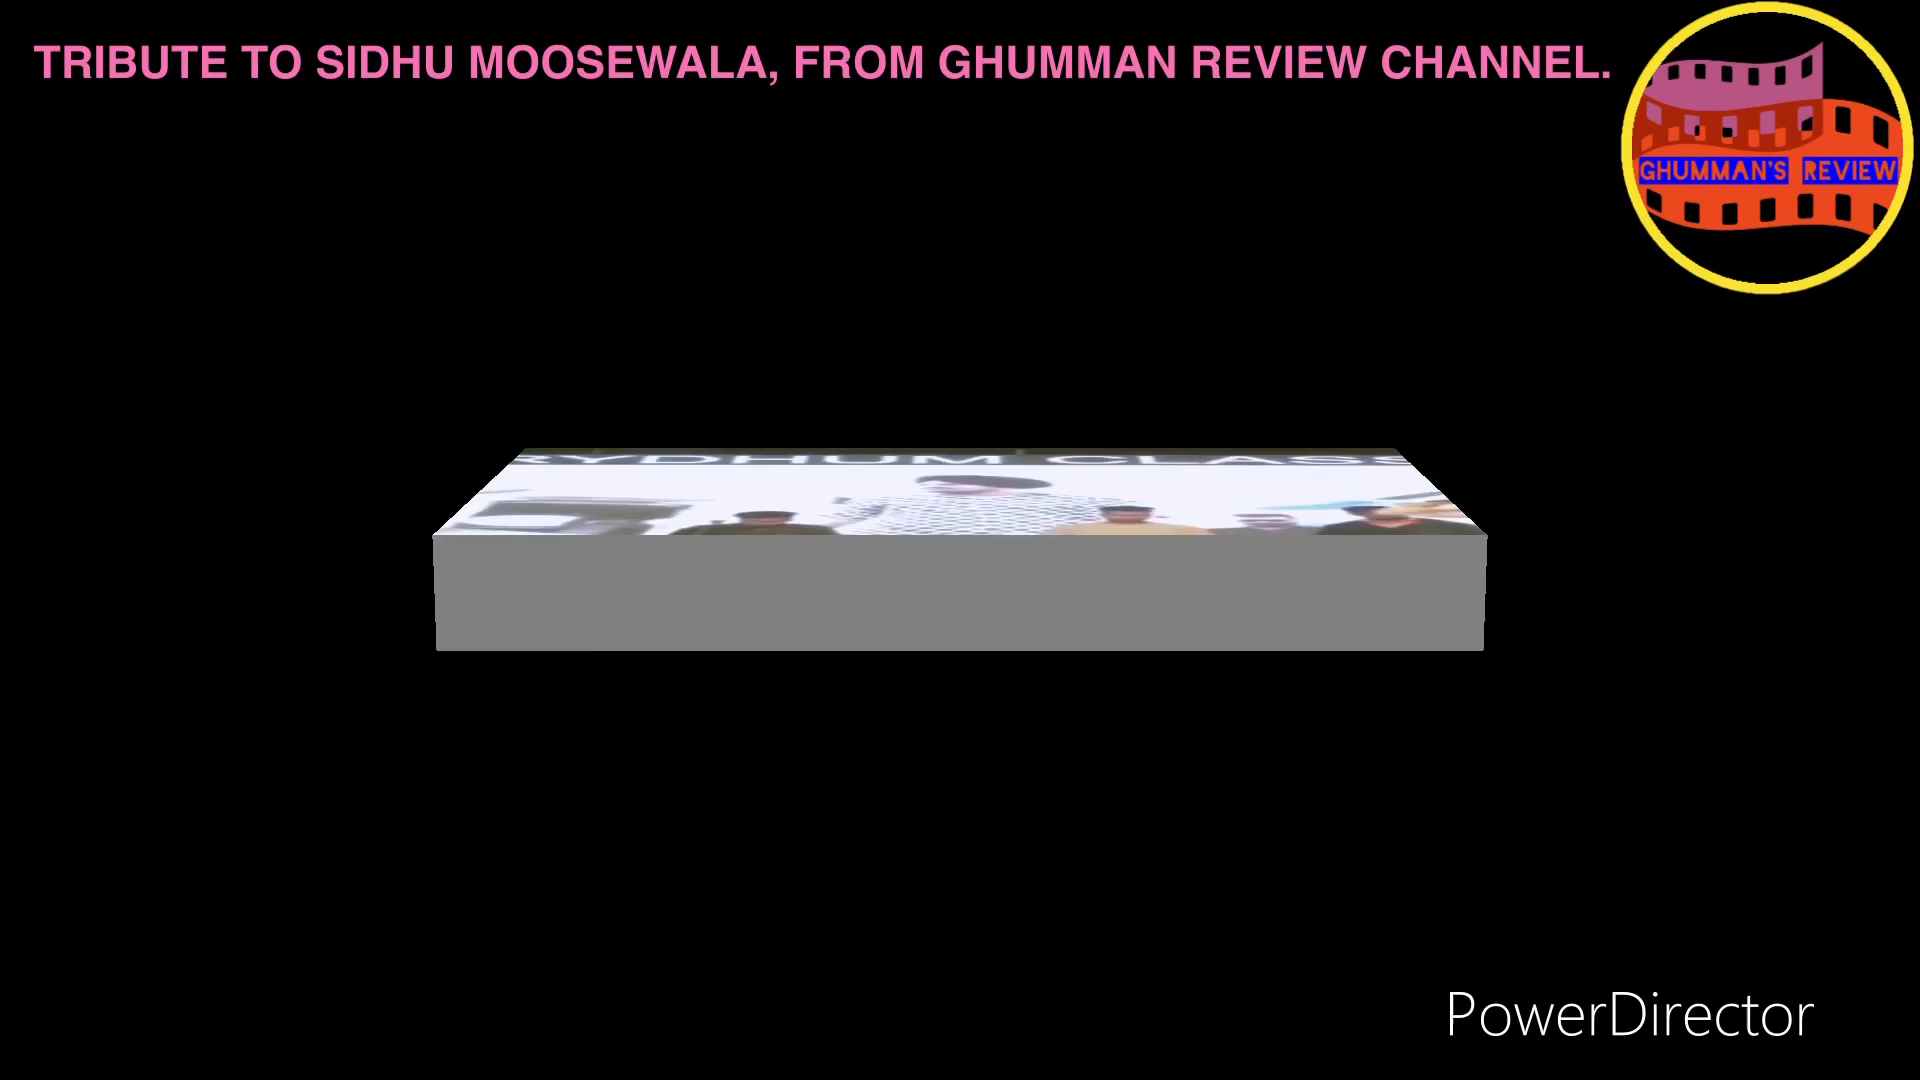 TRIBUTE TO SIDHU MOOSEWALA, FROM GHUMMAN REVIEW CHANNEL.
GHUMMAN'S REVIEW
PowerDirector